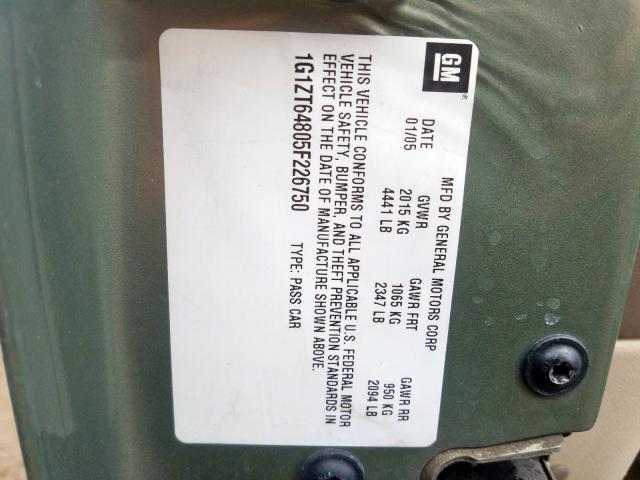 GM
MFD BY GENERAL MOTORS CORP
DATE GVWR GAWR FRT GAWR RR
01/05 2015 KG 1065 KG 950 KG
4441 LB 2347 LB 2094 LB
THIS VEHICLE CONFORMS TO ALL APPLICABLE U.S. FEDERAL MOTOR
VEHICLE SAFETY, BUMPER, AND THEFT PREVENTION STANDARDS IN
EFFECT ON THE DATE OF MANUFACTURE SHOWN ABOVE.
1G1ZT64805F226750 TYPE: PASS CAR